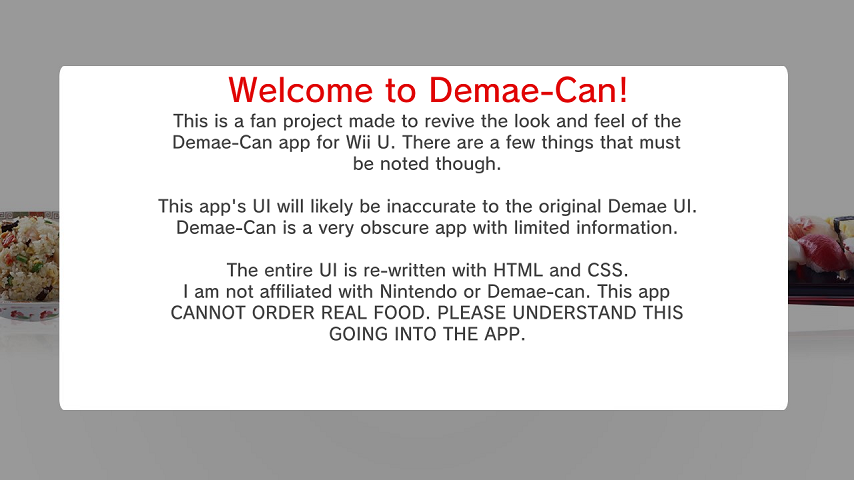 Welcome to Demae-Can!
This is a fan project made to revive the look and feel of the
Demae-Can app for Wii U. There are a few things that must
be noted though.
This app's UI will likely be inaccurate to the original Demae UI.
Demae-Can is a very obscure app with limited information.
The entire UI is re-written with HTML and CSS.
I am not affiliated with Nintendo or Demae-can. This app
CANNOT ORDER REAL FOOD. PLEASE UNDERSTAND THIS
GOING INTO THE APP.